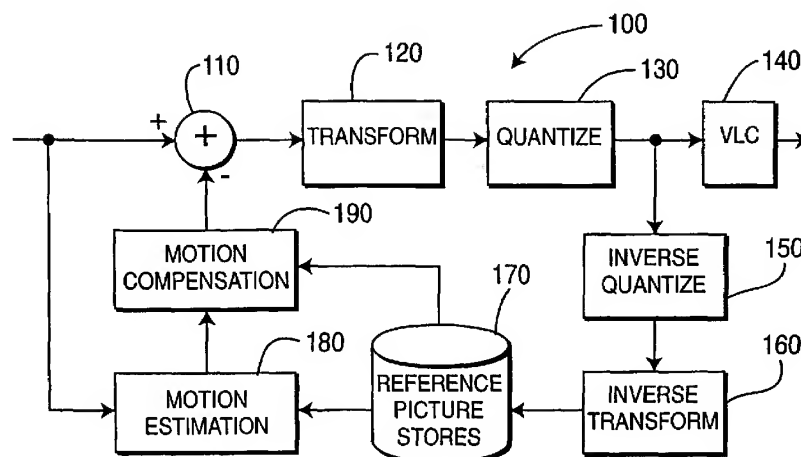 100
110
120
130
140
+
+
-
TRANSFORM
QUANTIZE
VLC
190
MOTION
COMPENSATION
170
INVERSE
QUANTIZE
150
180
MOTION
ESTIMATION
REFERENCE
PICTURE
STORES
INVERSE
TRANSFORM
160